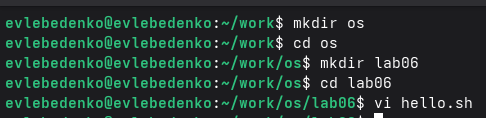 evlebedenko@evlebedenko:~/work$ mkdir os
evlebedenko@evlebedenko:~/work$ cd os
evlebedenko@evlebedenko:~/work/os$ mkdir lab06
evlebedenko@evlebedenko:~/work/os$ cd lab06
evlebedenko@evlebedenko:~/work/os/lab06$ vi hello.sh